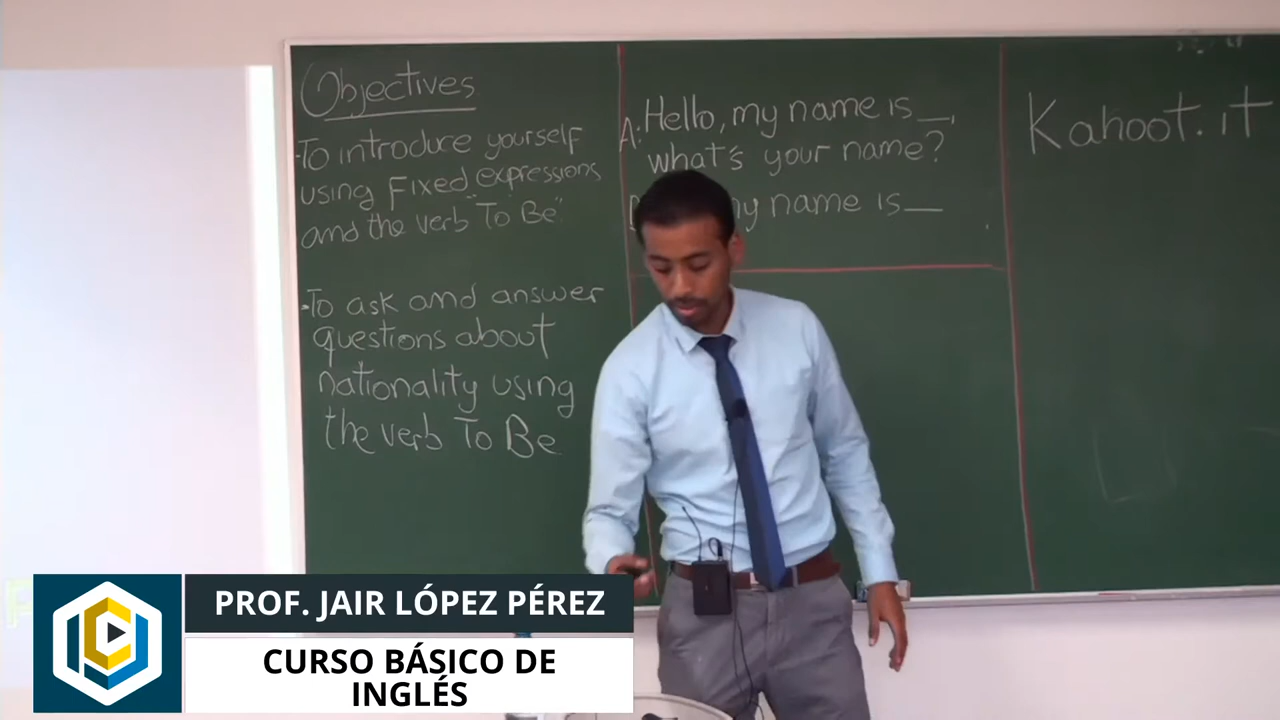 Objectives
·To introduce yourself
using Fixed expressions
and the verb "To Be"
·To ask and answer
questions about
nationality using
the verb To Be
A: Hello, my name is __,
what's your name?
my name is __
Kahoot.it
PROF. JAIR LÓPEZ PÉREZ
CURSO BÁSICO DE
INGLÉS